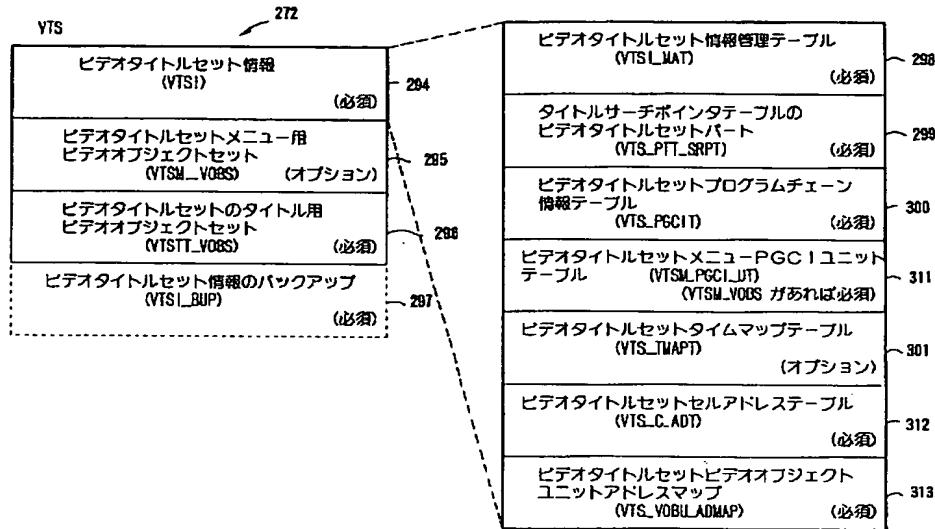 VTS
272
ビデオタイトルセット情報
(VTSI)
(必須)
294
ビデオタイトルセットメニュー用
ビデオオブジェクトセット
(VTSM_VOBS) (オプション)
295
ビデオタイトルセットのタイトル用
ビデオオブジェクトセット
(VTSTT_VOBS) (必須)
296
ビデオタイトルセット情報のバックアップ
(VTSI_BUP)
(必須)
297
ビデオタイトルセット情報管理テーブル
(VTSI_MAT)
(必須)
298
タイトルサーチポインタテーブルの
ビデオタイトルセットパート
(VTS_PTT_SRPT) (必須)
299
ビデオタイトルセットプログラムチェーン
情報テーブル
(VTS_PGCIT) (必須)
300
ビデオタイトルセットメニューPGCIユニット
テーブル (VTSM_PGCI_UT)
(VTSM_VOBS があれば必須)
311
ビデオタイトルセットタイムマップテーブル
(VTS_TMAPT)
(オプション)
301
ビデオタイトルセットセルアドレステーブル
(VTS_C_ADT)
(必須)
312
ビデオタイトルセットビデオオブジェクト
ユニットアドレスマップ
(VTS_VOBU_ADMAP) (必須)
313